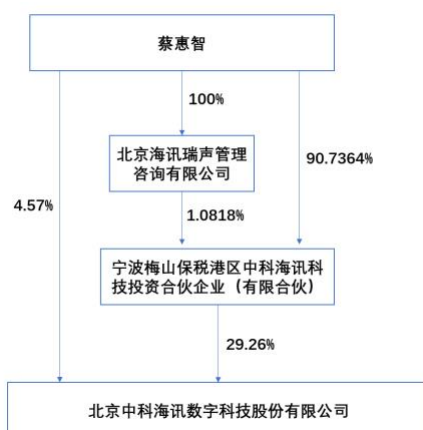 蔡惠智
100%
北京海讯瑞声管理
咨询有限公司
90.7364%
4.57%
1.0818%
宁波梅山保税港区中科海讯科
技投资合伙企业（有限合伙）
29.26%
北京中科海讯数字科技股份有限公司